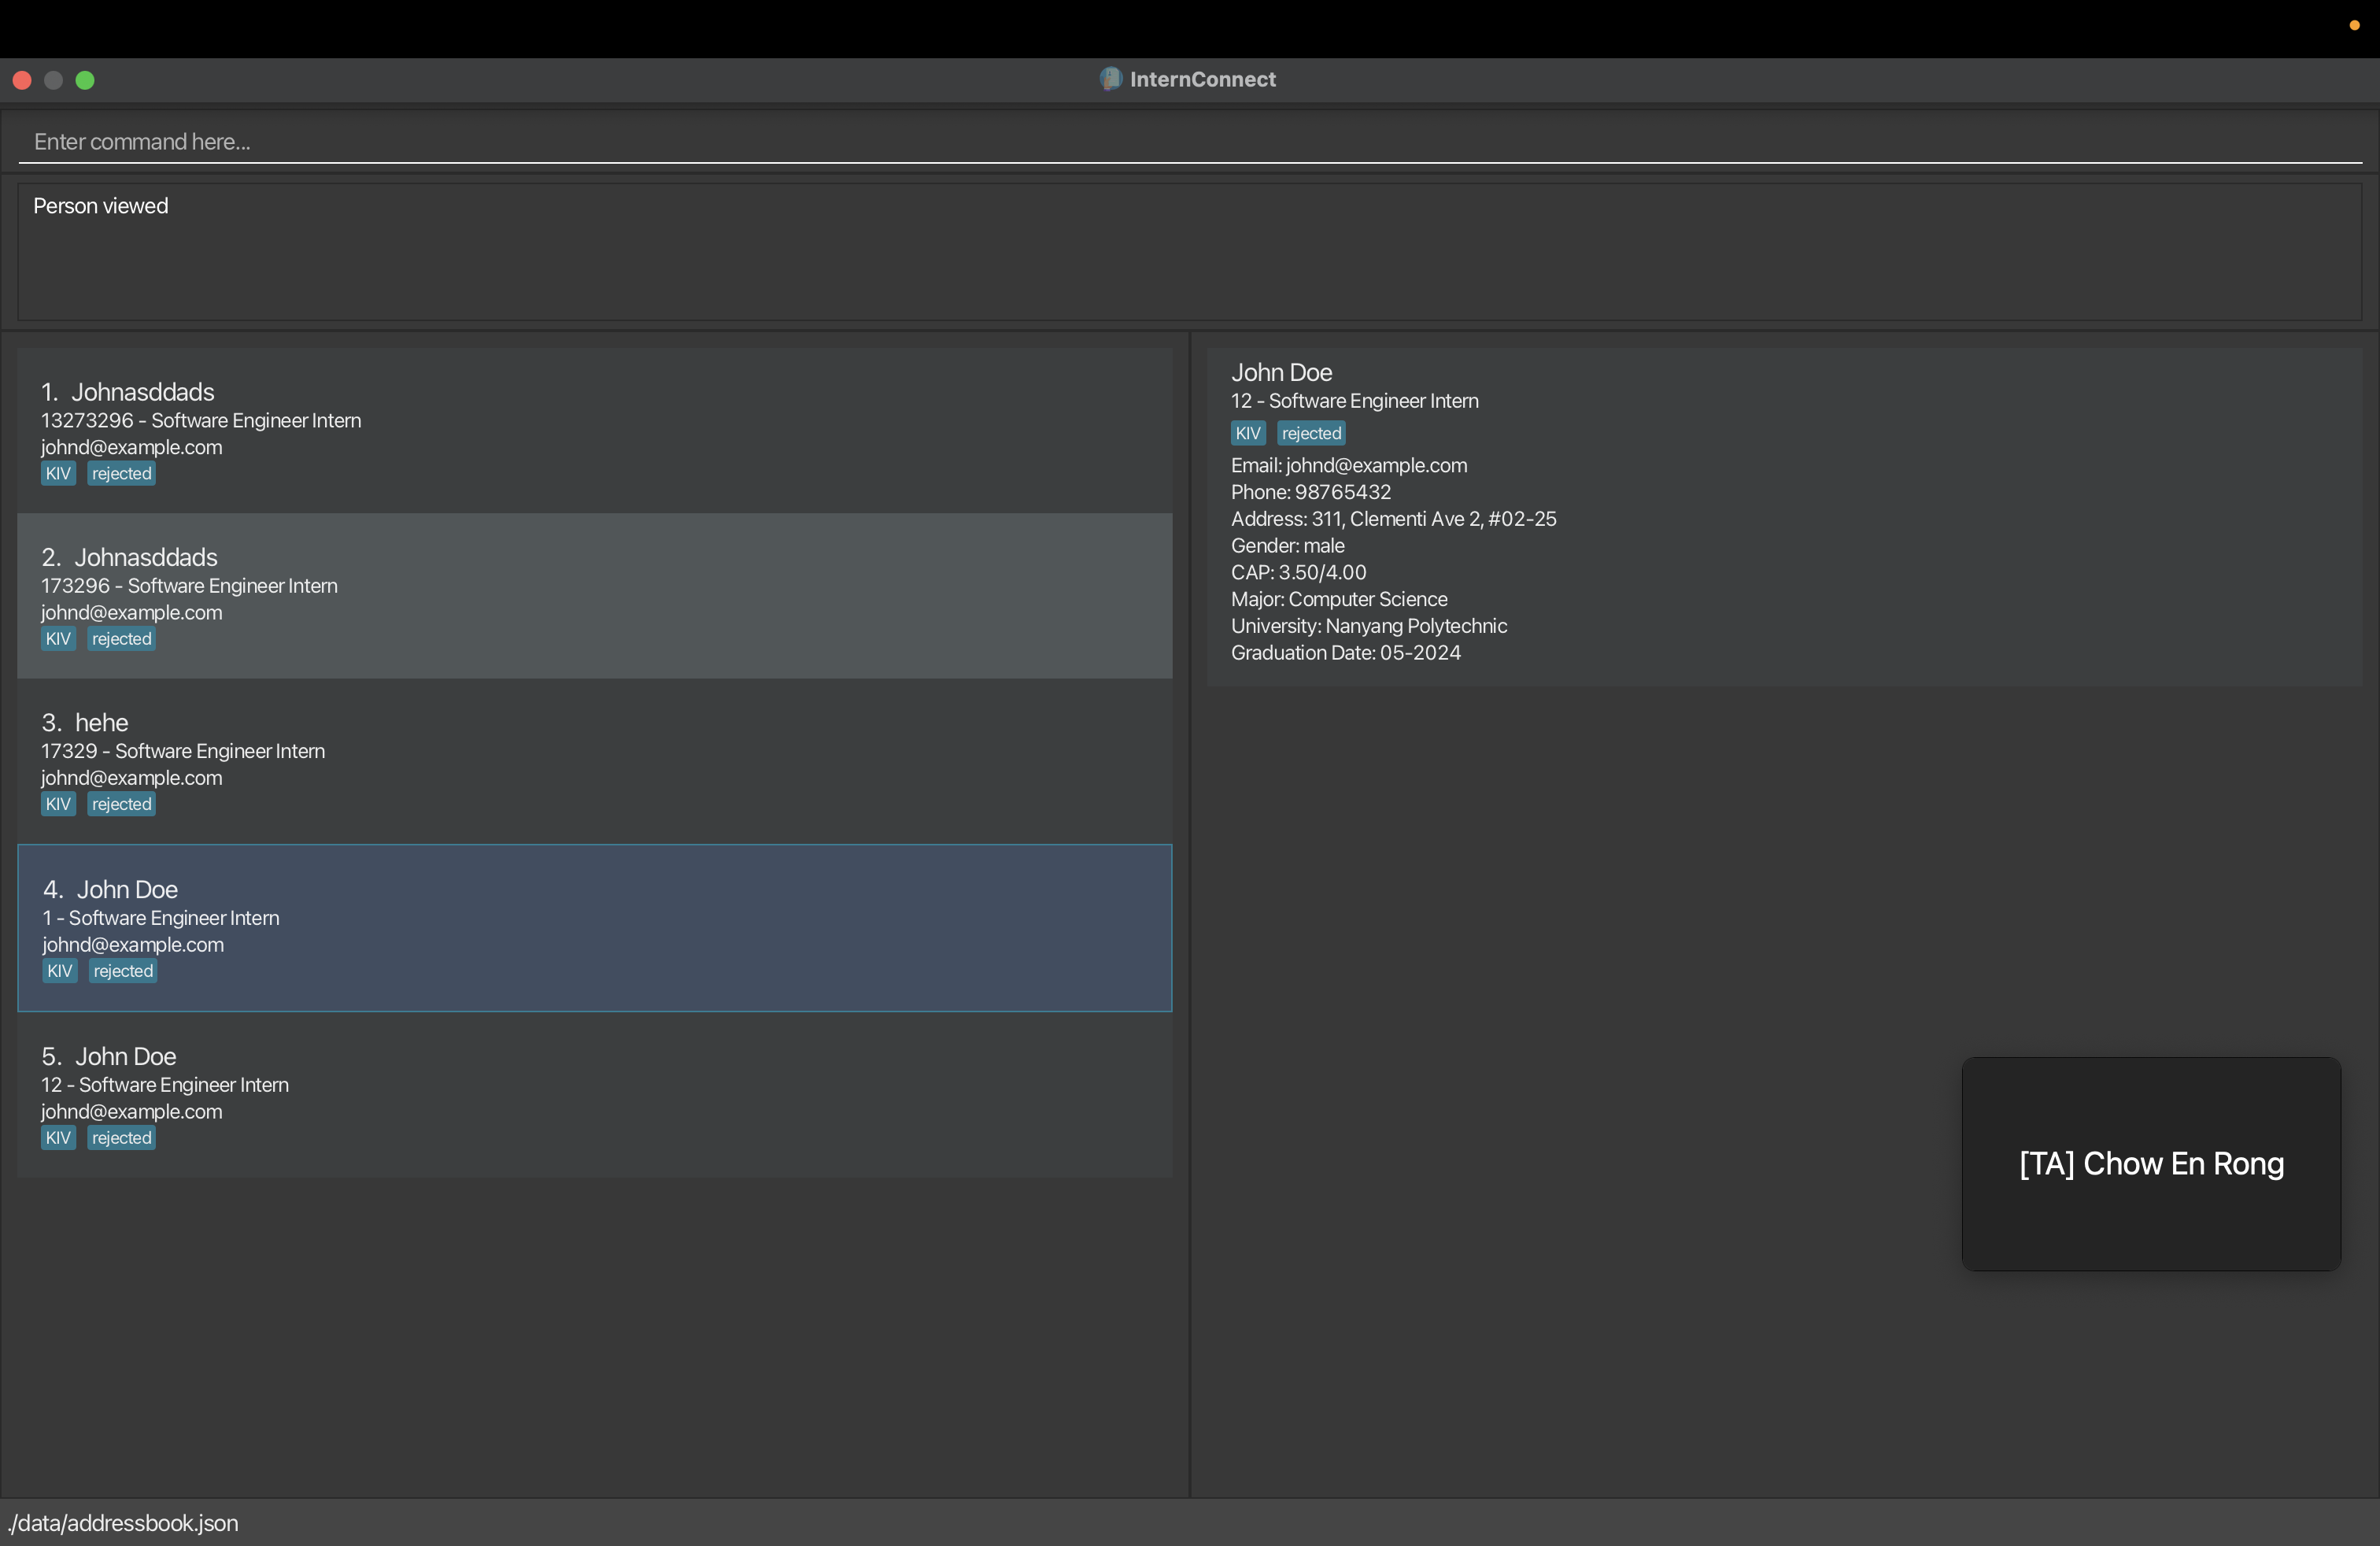 InternConnect
Enter command here...
Person viewed
1. Johnasddads
13273296 - Software Engineer Intern
johnd@example.com
KIV rejected
2. Johnasddads
173296 - Software Engineer Intern
johnd@example.com
KIV rejected
3. hehe
17329 - Software Engineer Intern
johnd@example.com
KIV rejected
4. John Doe
1 - Software Engineer Intern
johnd@example.com
KIV rejected
5. John Doe
12 - Software Engineer Intern
johnd@example.com
KIV rejected
John Doe
12 - Software Engineer Intern
KIV rejected
Email: johnd@example.com
Phone: 98765432
Address: 311, Clementi Ave 2, #02-25
Gender: male
CAP: 3.50/4.00
Major: Computer Science
University: Nanyang Polytechnic
Graduation Date: 05-2024
[TA] Chow En Rong
./data/addressbook.json